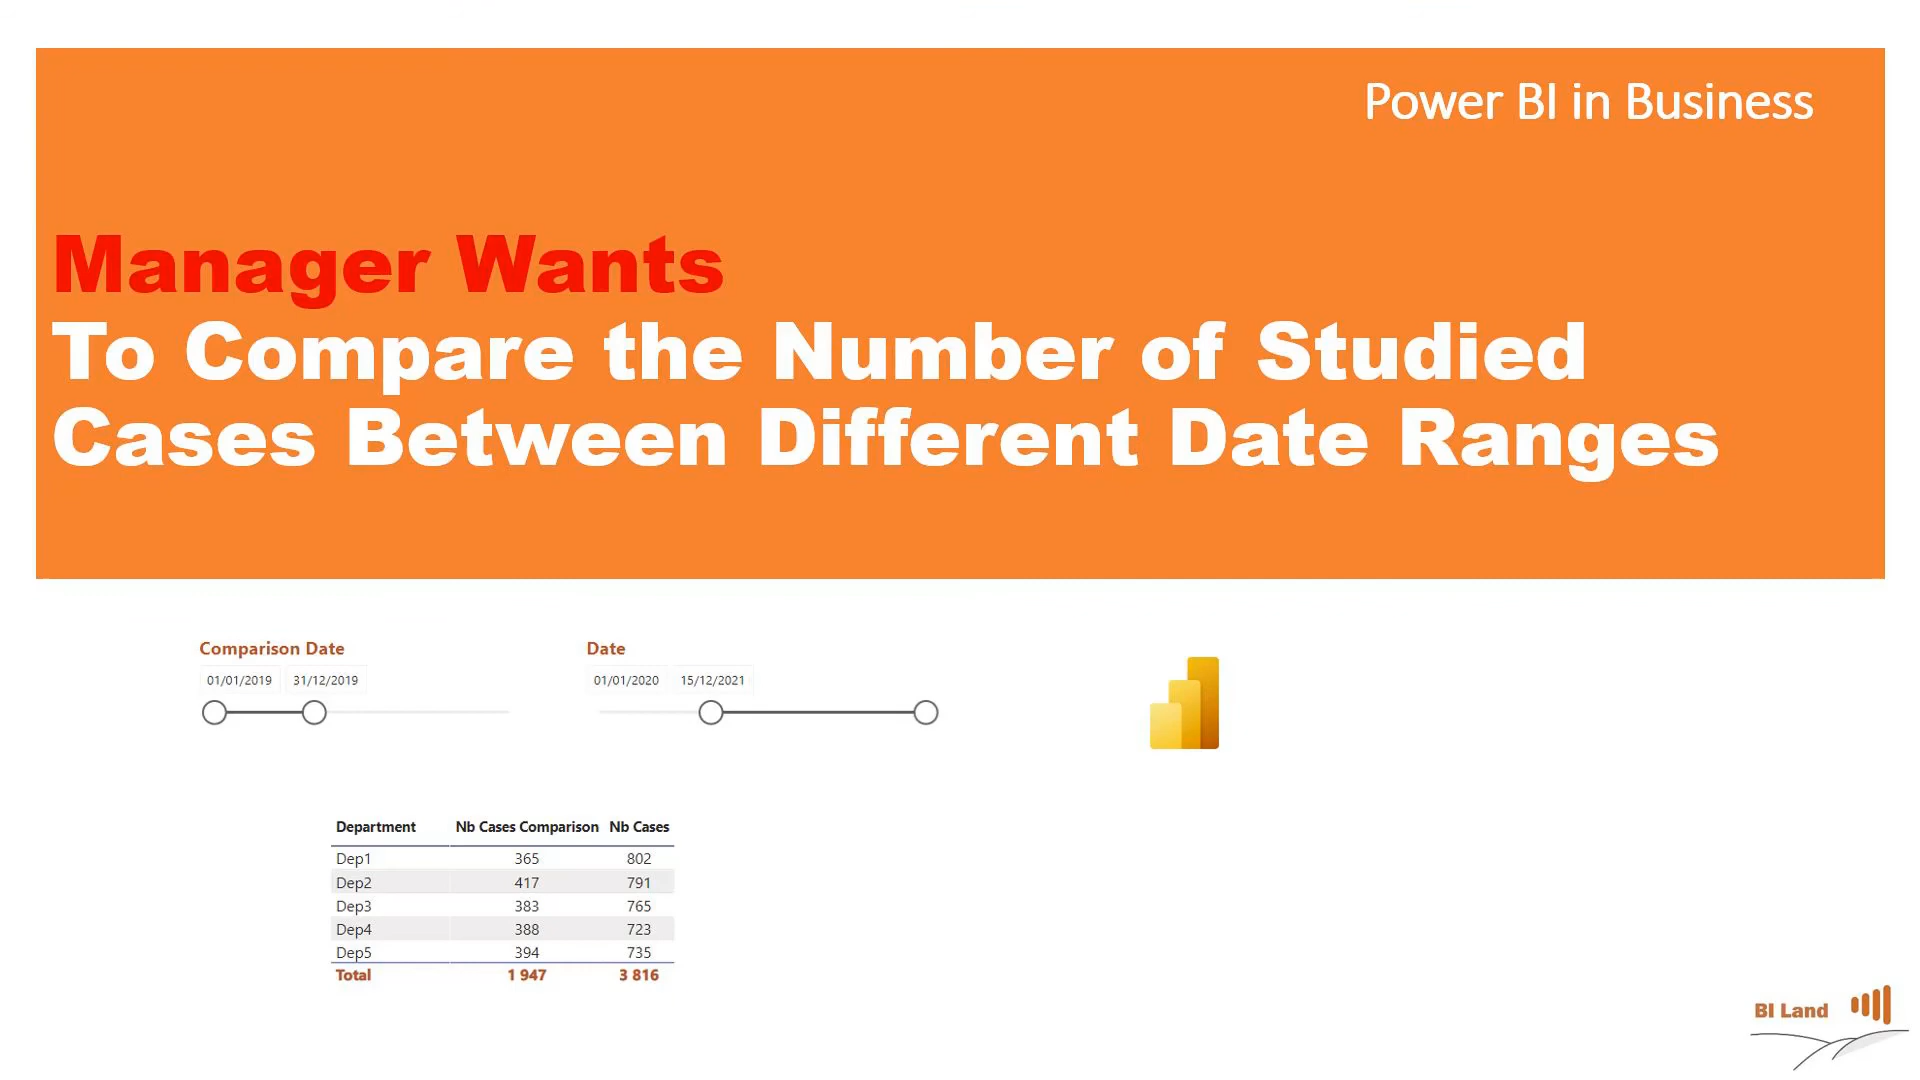 Power BI in Business
Manager Wants
To Compare the Number of Studied
Cases Between Different Date Ranges
Comparison Date
01/01/2019 31/12/2019
Date
01/01/2020 15/12/2021
Department Nb Cases Comparison Nb Cases
Dep1 365 802
Dep2 417 791
Dep3 383 765
Dep4 388 723
Dep5 394 735
Total 1 947 3 816
BI Land